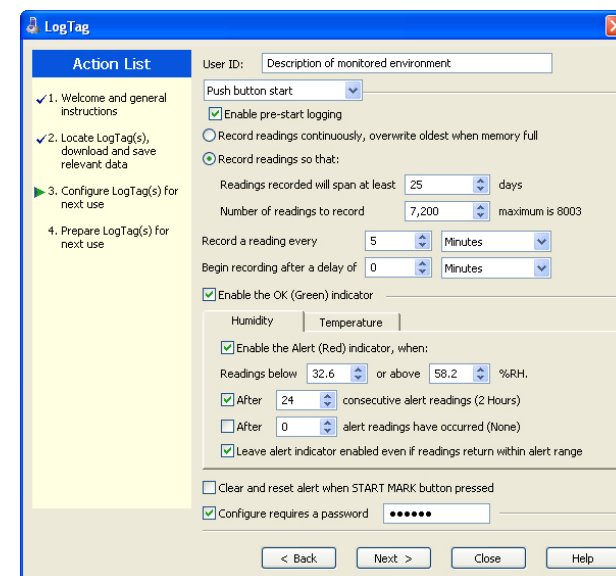 LogTag
Action List
1. Welcome and general
instructions
2. Locate LogTag(s),
download and save
relevant data
3. Configure LogTag(s) for
next use
4. Prepare LogTag(s) for
next use
User ID: Description of monitored environment
Push button start
Enable pre-start logging
Record readings continuously, overwrite oldest when memory full
Record readings so that:
Readings recorded will span at least 25 days
Number of readings to record 7,200 maximum is 8003
Record a reading every 5 Minutes
Begin recording after a delay of 0 Minutes
Enable the OK (Green) indicator
Humidity Temperature
Enable the Alert (Red) indicator, when:
Readings below 32.6 or above 58.2 %RH.
After 24 consecutive alert readings (2 Hours)
After 0 alert readings have occurred (None)
Leave alert indicator enabled even if readings return within alert range
Clear and reset alert when START MARK button pressed
Configure requires a password ●●●●●●
< Back Next > Close Help